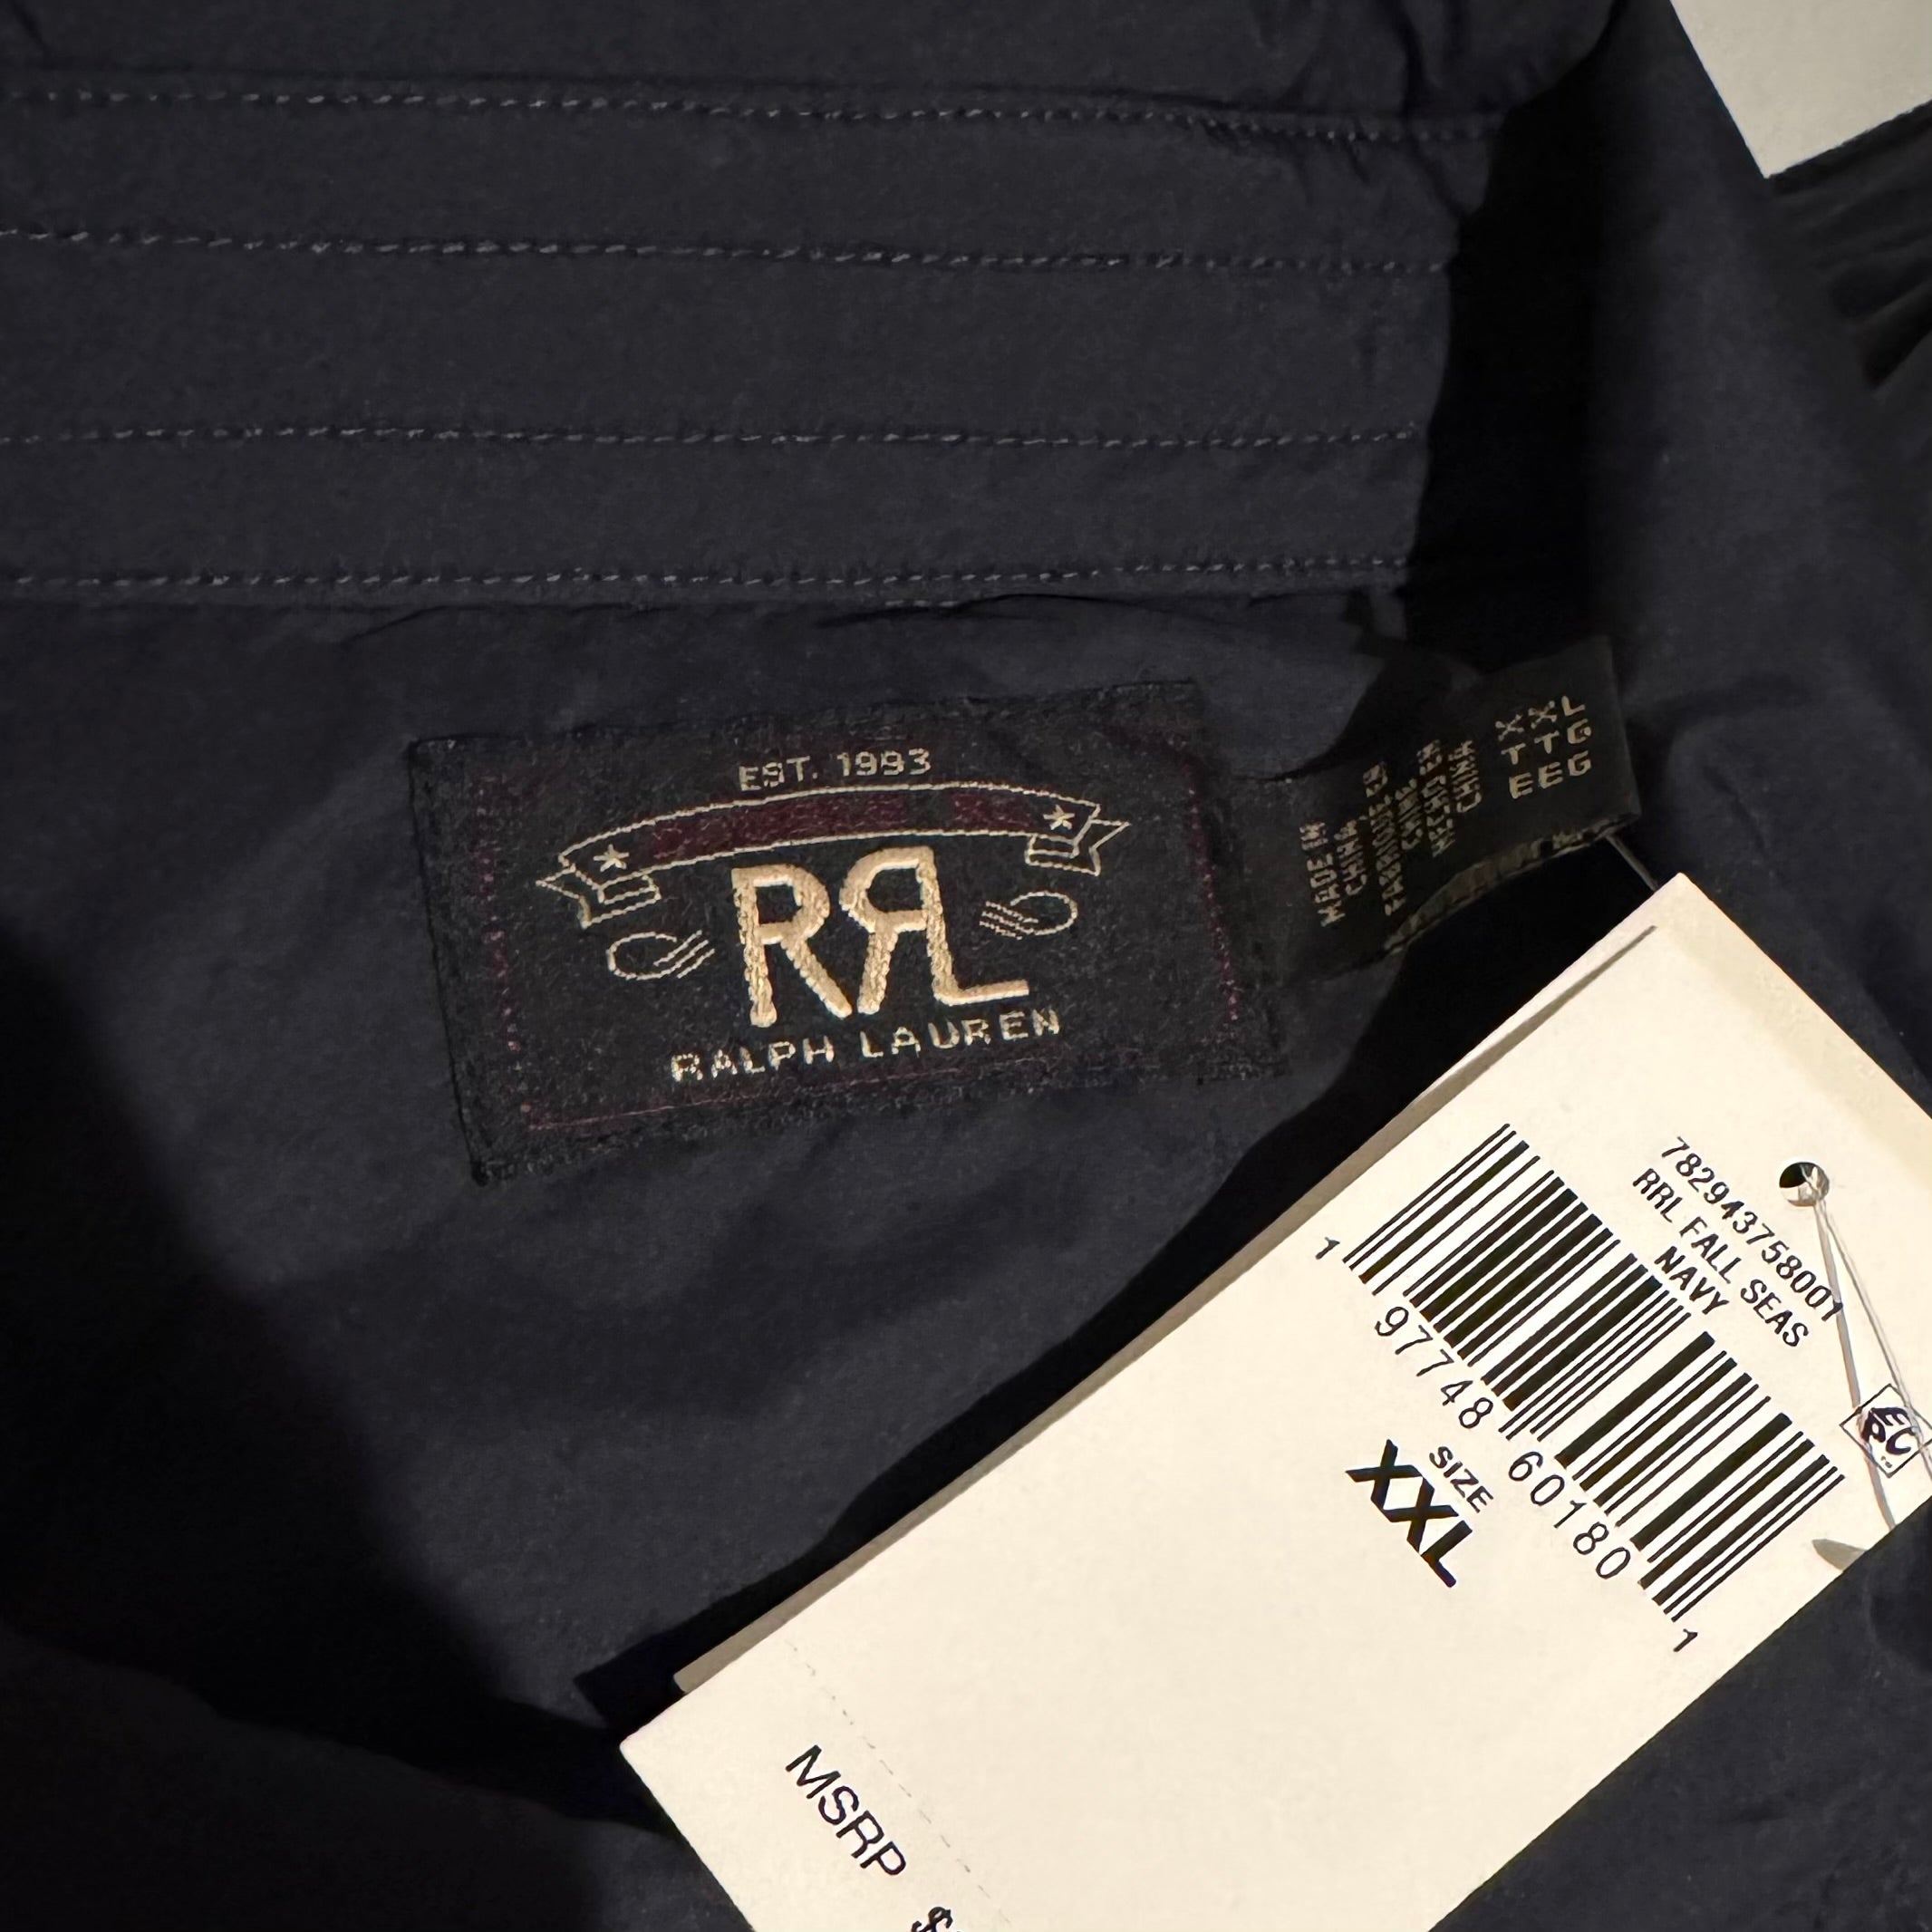 EST. 1993
RRL
RALPH LAUREN
MADE IN
CHINA
FABRIQUE EN
CHINE
HECHO EN
CHINA
XXL
TTG
EEG
782943758001
RRL FALL SEAS
NAVY
1 97748 60180 1
SIZE
XXL
MSRP $